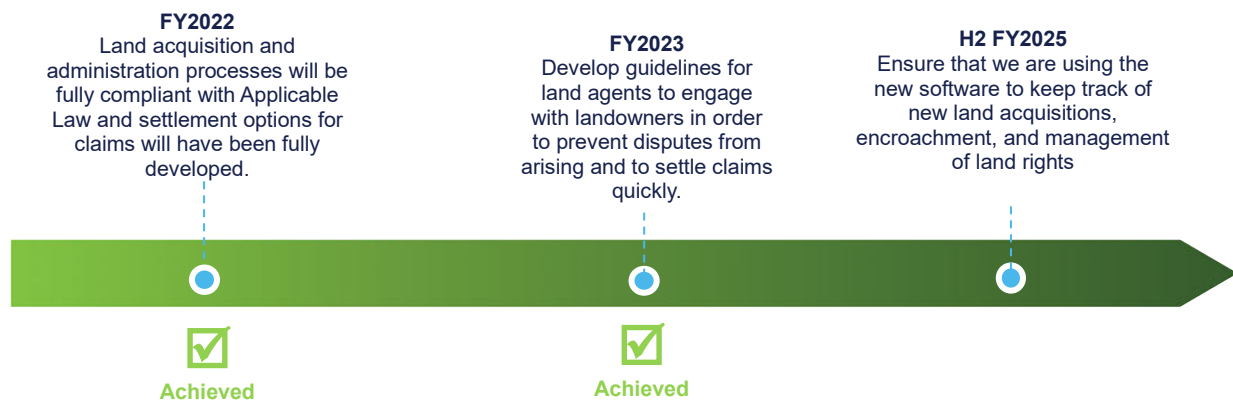 FY2022
Land acquisition and
administration processes will be
fully compliant with Applicable
Law and settlement options for
claims will have been fully
developed.
FY2023
Develop guidelines for
land agents to engage
with landowners in order
to prevent disputes from
arising and to settle claims
quickly.
H2 FY2025
Ensure that we are using the
new software to keep track of
new land acquisitions,
encroachment, and management
of land rights
Achieved
Achieved